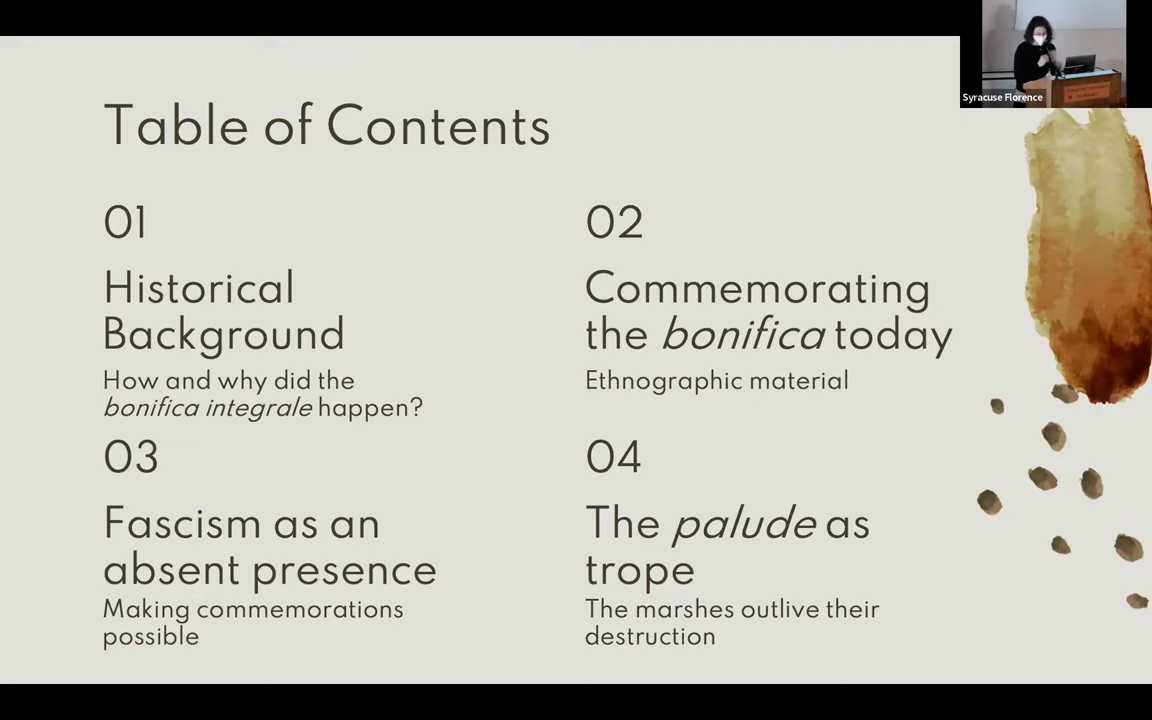 Table of Contents
01
Historical
Background
How and why did the
bonifica integrale happen?
02
Commemorating
the bonifica today
Ethnographic material
03
Fascism as an
absent presence
Making commemorations
possible
04
The palude as
trope
The marshes outlive their
destruction
Syracuse Florence